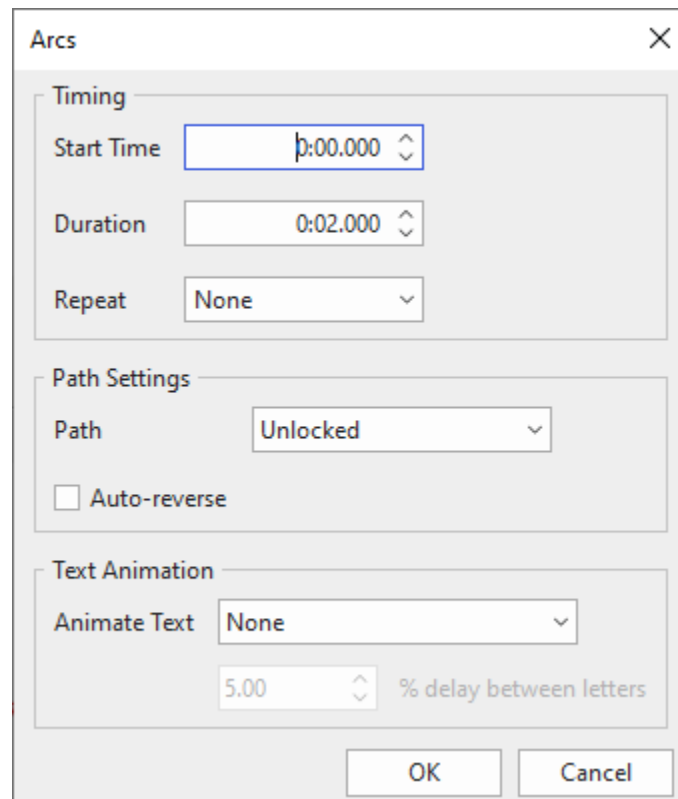 Arcs
Timing
Start Time 0:00.000
Duration 0:02.000
Repeat None
Path Settings
Path Unlocked
Auto-reverse
Text Animation
Animate Text None
5.00 % delay between letters
OK Cancel